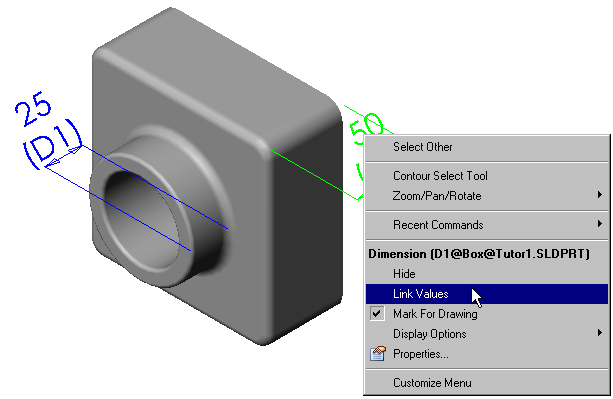 25
(D1)
50
Select Other
Contour Select Tool
Zoom/Pan/Rotate
Recent Commands
Dimension (D1@Box@Tutor1.SLDPRT)
Hide
Link Values
Mark For Drawing
Display Options
Properties...
Customize Menu